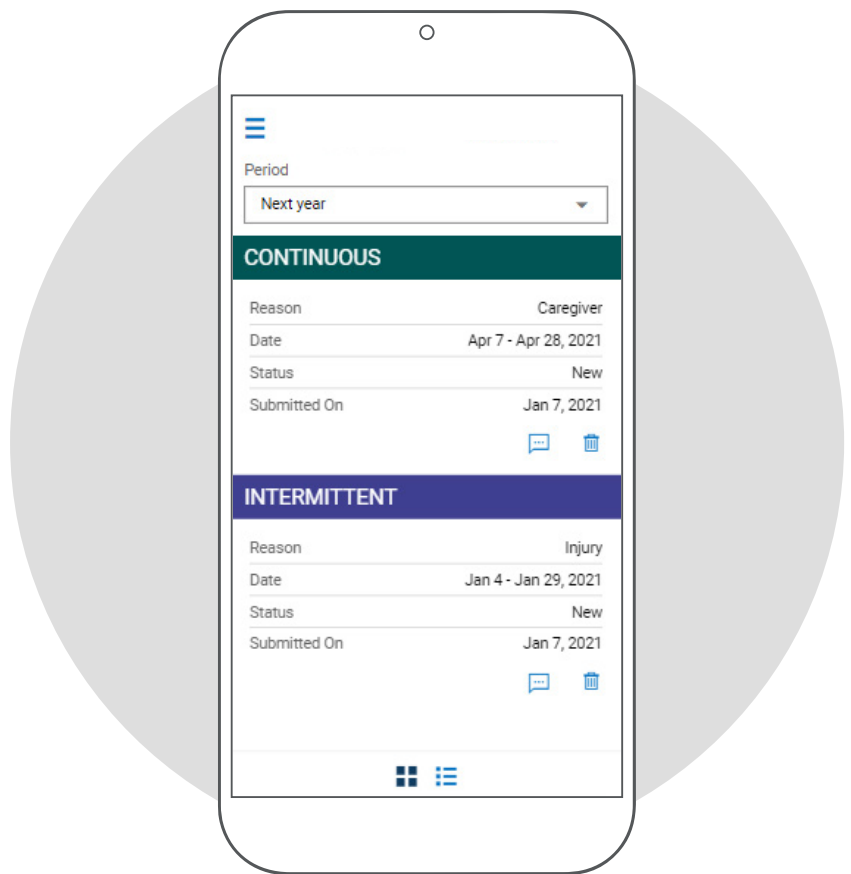 Period
Next year
CONTINUOUS
Reason Caregiver
Date Apr 7 - Apr 28, 2021
Status New
Submitted On Jan 7, 2021
INTERMITTENT
Reason Injury
Date Jan 4 - Jan 29, 2021
Status New
Submitted On Jan 7, 2021